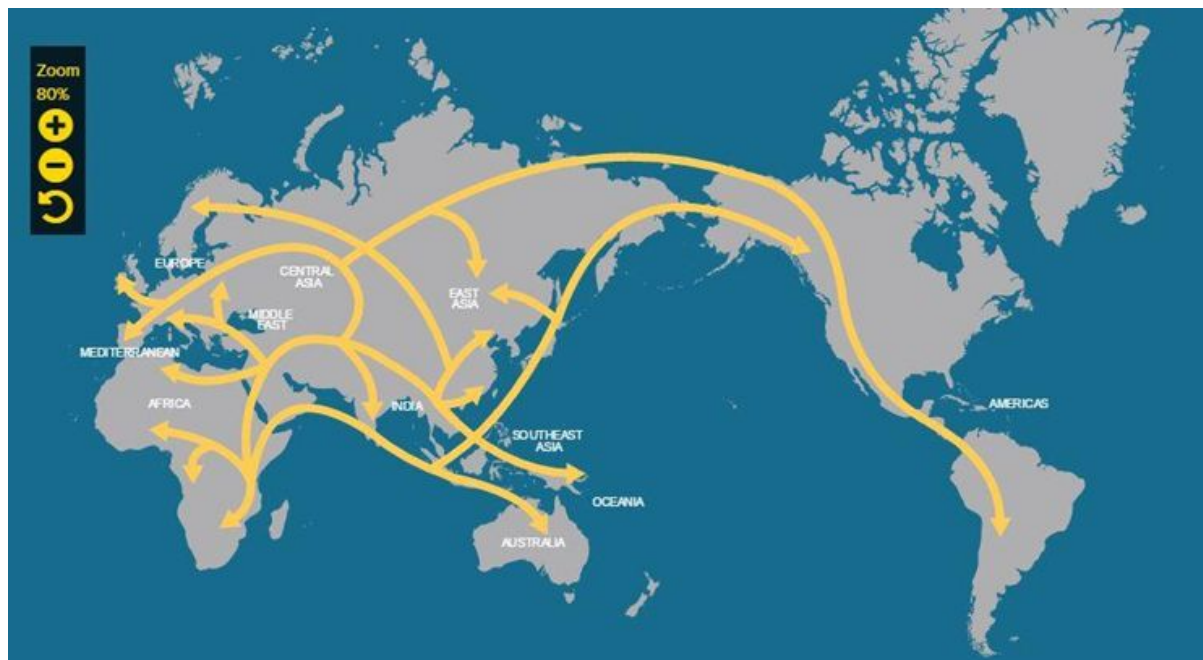 Zoom
80%
EUROPE
CENTRAL
ASIA
EAST
ASIA
MIDDLE
EAST
MEDITERRANEAN
AFRICA
INDIA
AMERICAS
SOUTHEAST
ASIA
OCEANIA
AUSTRALIA